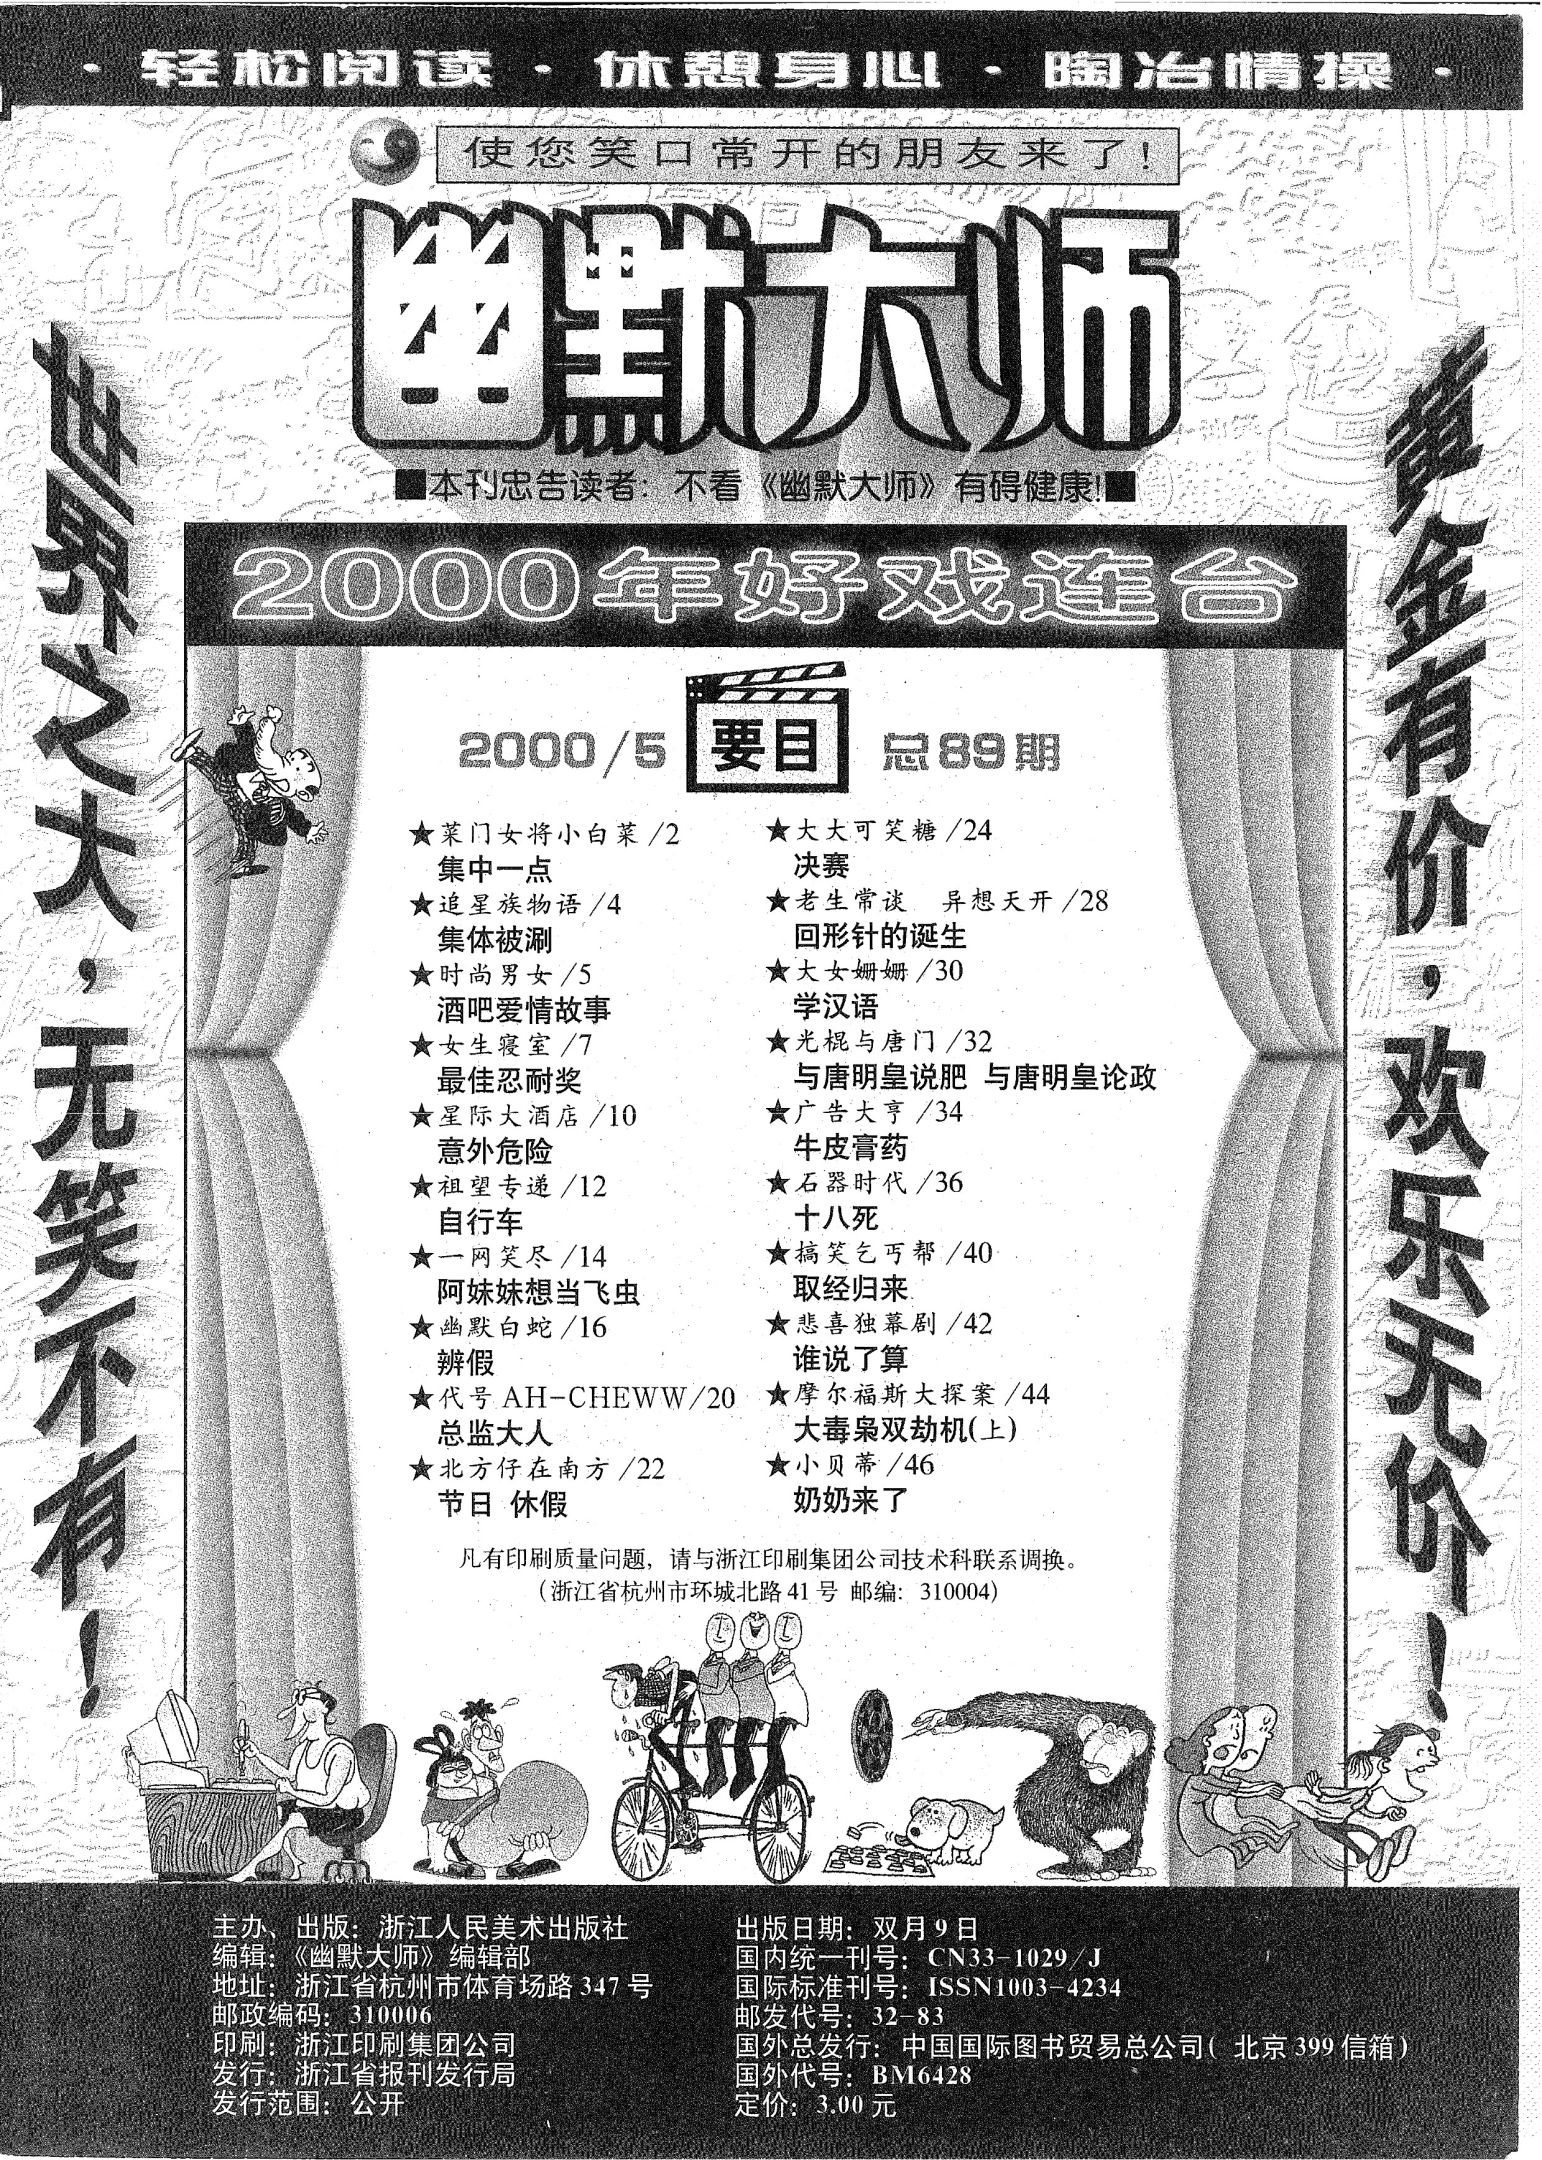 · 轻松阅读 · 休憩身心 · 陶冶情操 ·
使您笑口常开的朋友来了!
幽默大师
■本刊忠告读者：不看《幽默大师》有碍健康!■
世界之大，无笑不有!
黄金有价，欢乐无价!
2000年好戏连台
2000/5 要目 总89期
★菜门女将小白菜/2
集中一点
★追星族物语/4
集体被涮
★时尚男女/5
酒吧爱情故事
★女生寝室/7
最佳忍耐奖
★星际大酒店/10
意外危险
★祖望专递/12
自行车
★一网笑尽/14
阿妹妹想当飞虫
★幽默白蛇/16
辨假
★代号AH-CHEWW/20
总监大人
★北方仔在南方/22
节日 休假
★大大可笑糖/24
决赛
★老生常谈 异想天开/28
回形针的诞生
★大女姗姗/30
学汉语
★光棍与唐门/32
与唐明皇说肥 与唐明皇论政
★广告大亨/34
牛皮膏药
★石器时代/36
十八死
★搞笑乞丐帮/40
取经归来
★悲喜独幕剧/42
谁说了算
★摩尔福斯大探案/44
大毒枭双劫机(上)
★小贝蒂/46
奶奶来了
凡有印刷质量问题，请与浙江印刷集团公司技术科联系调换。
(浙江省杭州市环城北路41号 邮编：310004)
主办、出版：浙江人民美术出版社
编辑：《幽默大师》编辑部
地址：浙江省杭州市体育场路347号
邮政编码：310006
印刷：浙江印刷集团公司
发行：浙江省报刊发行局
发行范围：公开
出版日期：双月9日
国内统一刊号：CN33-1029/J
国际标准刊号：ISSN1003-4234
邮发代号：32-83
国外总发行：中国国际图书贸易总公司( 北京399信箱)
国外代号：BM6428
定价：3.00元